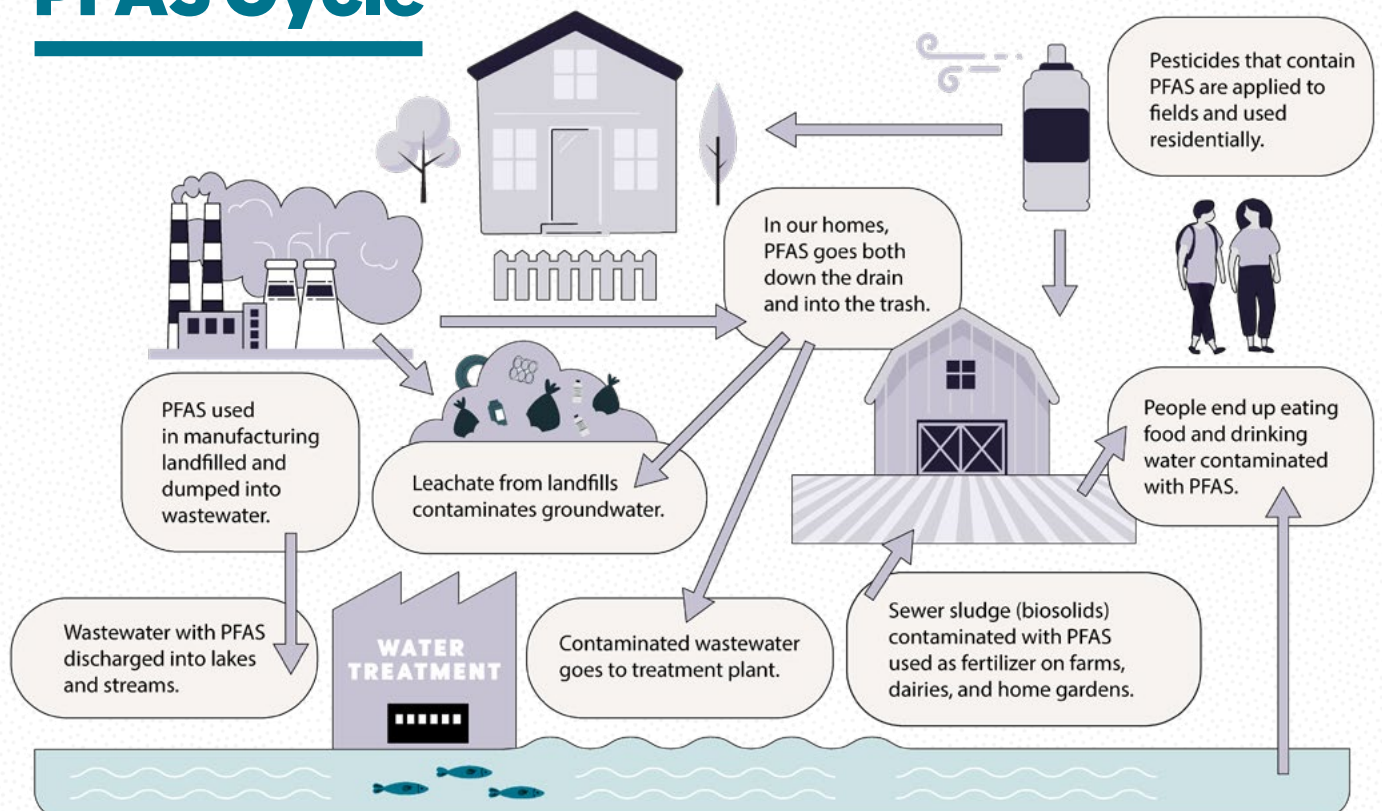 PFAS Cycle
Pesticides that contain
PFAS are applied to
fields and used
residentially.
In our homes,
PFAS goes both
down the drain
and into the trash.
PFAS used
in manufacturing
landfilled and
dumped into
wastewater.
Leachate from landfills
contaminates groundwater.
People end up eating
food and drinking
water contaminated
with PFAS.
Wastewater with PFAS
discharged into lakes
and streams.
WATER
TREATMENT
Contaminated wastewater
goes to treatment plant.
Sewer sludge (biosolids)
contaminated with PFAS
used as fertilizer on farms,
dairies, and home gardens.